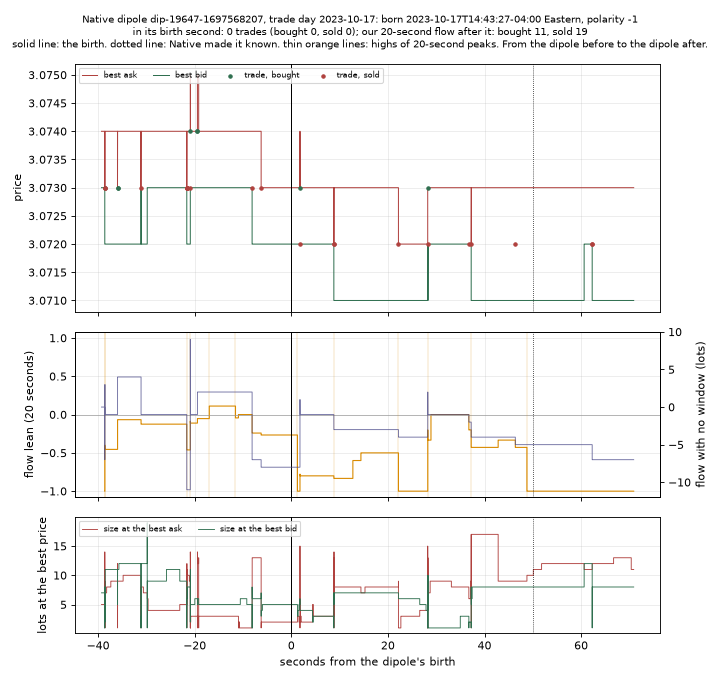 Native dipole dip-19647-1697568207, trade day 2023-10-17: born 2023-10-17T14:43:27-04:00 Eastern, polarity -1
in its birth second: 0 trades (bought 0, sold 0); our 20-second flow after it: bought 11, sold 19
solid line: the birth. dotted line: Native made it known. thin orange lines: highs of 20-second peaks. From the dipole before to the dipole after.
best ask
best bid
trade, bought
trade, sold
3.0750
3.0745
3.0740
3.0735
3.0730
3.0725
3.0720
3.0715
3.0710
price
1.0
0.5
0.0
−0.5
−1.0
flow lean (20 seconds)
10
5
0
−5
−10
flow with no window (lots)
size at the best ask
size at the best bid
15
10
5
lots at the best price
−40
−20
0
20
40
60
seconds from the dipole's birth